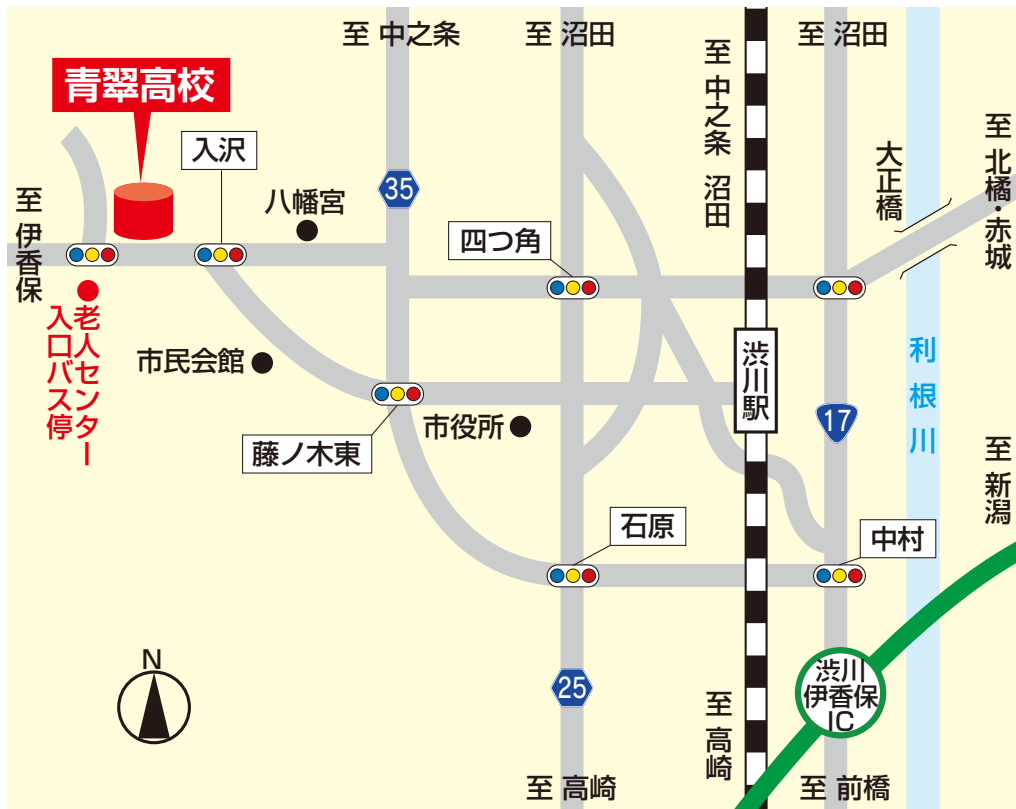 至 中之条
至 沼田
至 沼田
青翠高校
入沢
八幡宮
35
至 中之条 沼田
大正橋
至 北橘・赤城
至 伊香保
四つ角
老人センター
入口バス停
市民会館
市役所
藤ノ木東
渋川駅
17
利根川
至 新潟
石原
中村
N
25
渋川
伊香保
IC
至 高崎
至 高崎
至 前橋